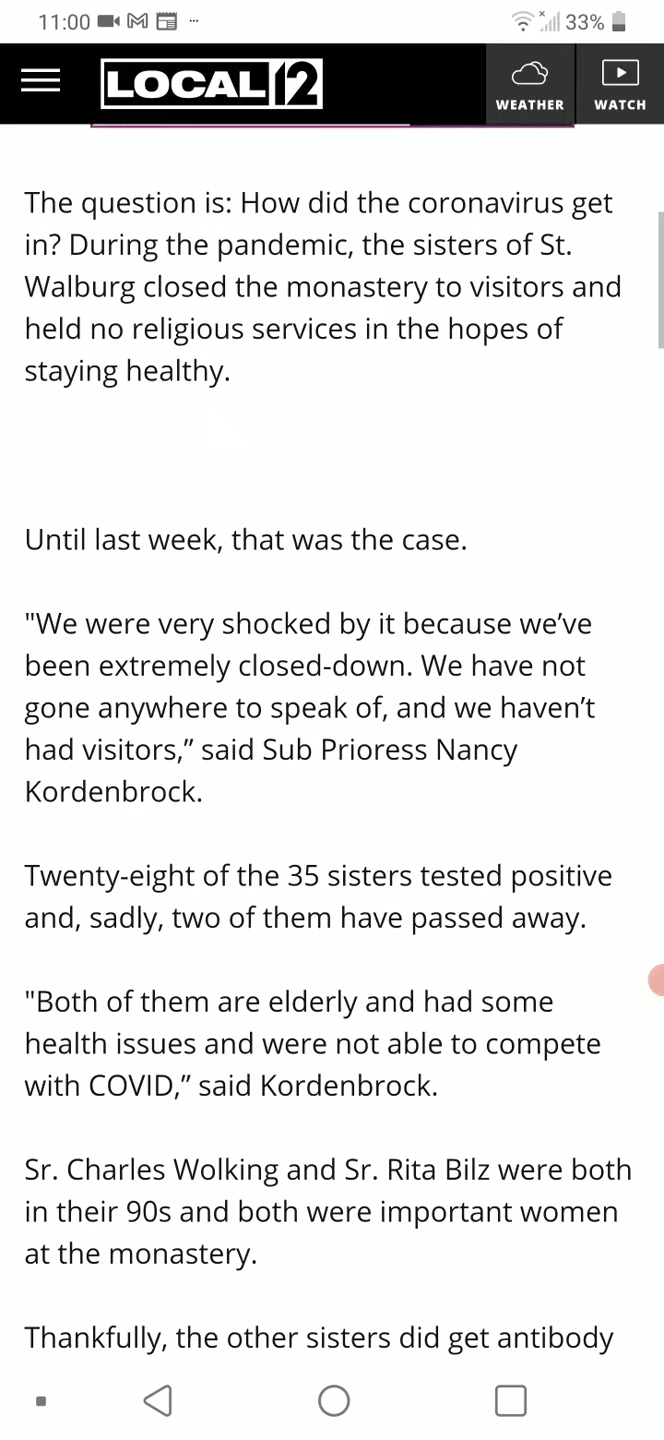 11:00
33%
LOCAL 12
WEATHER
WATCH
The question is: How did the coronavirus get
in? During the pandemic, the sisters of St.
Walburg closed the monastery to visitors and
held no religious services in the hopes of
staying healthy.
Until last week, that was the case.
"We were very shocked by it because we’ve
been extremely closed-down. We have not
gone anywhere to speak of, and we haven’t
had visitors,” said Sub Prioress Nancy
Kordenbrock.
Twenty-eight of the 35 sisters tested positive
and, sadly, two of them have passed away.
"Both of them are elderly and had some
health issues and were not able to compete
with COVID,” said Kordenbrock.
Sr. Charles Wolking and Sr. Rita Bilz were both
in their 90s and both were important women
at the monastery.
Thankfully, the other sisters did get antibody